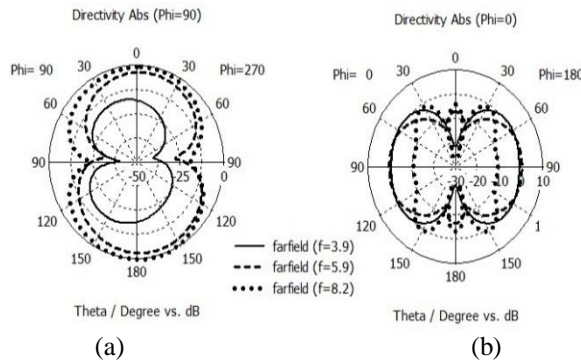 Directivity Abs (Phi=90)
Phi= 90
30
0
30
Phi=270
60
60
90
-50
-25
0
90
120
120
150
180
150
Theta / Degree vs. dB
(a)
farfield (f=3.9)
farfield (f=5.9)
farfield (f=8.2)
Directivity Abs (Phi=0)
Phi= 0
30
0
30
Phi=180
60
60
90
-30
-20
-10
0
10
90
120
1
150
180
150
Theta / Degree vs. dB
(b)